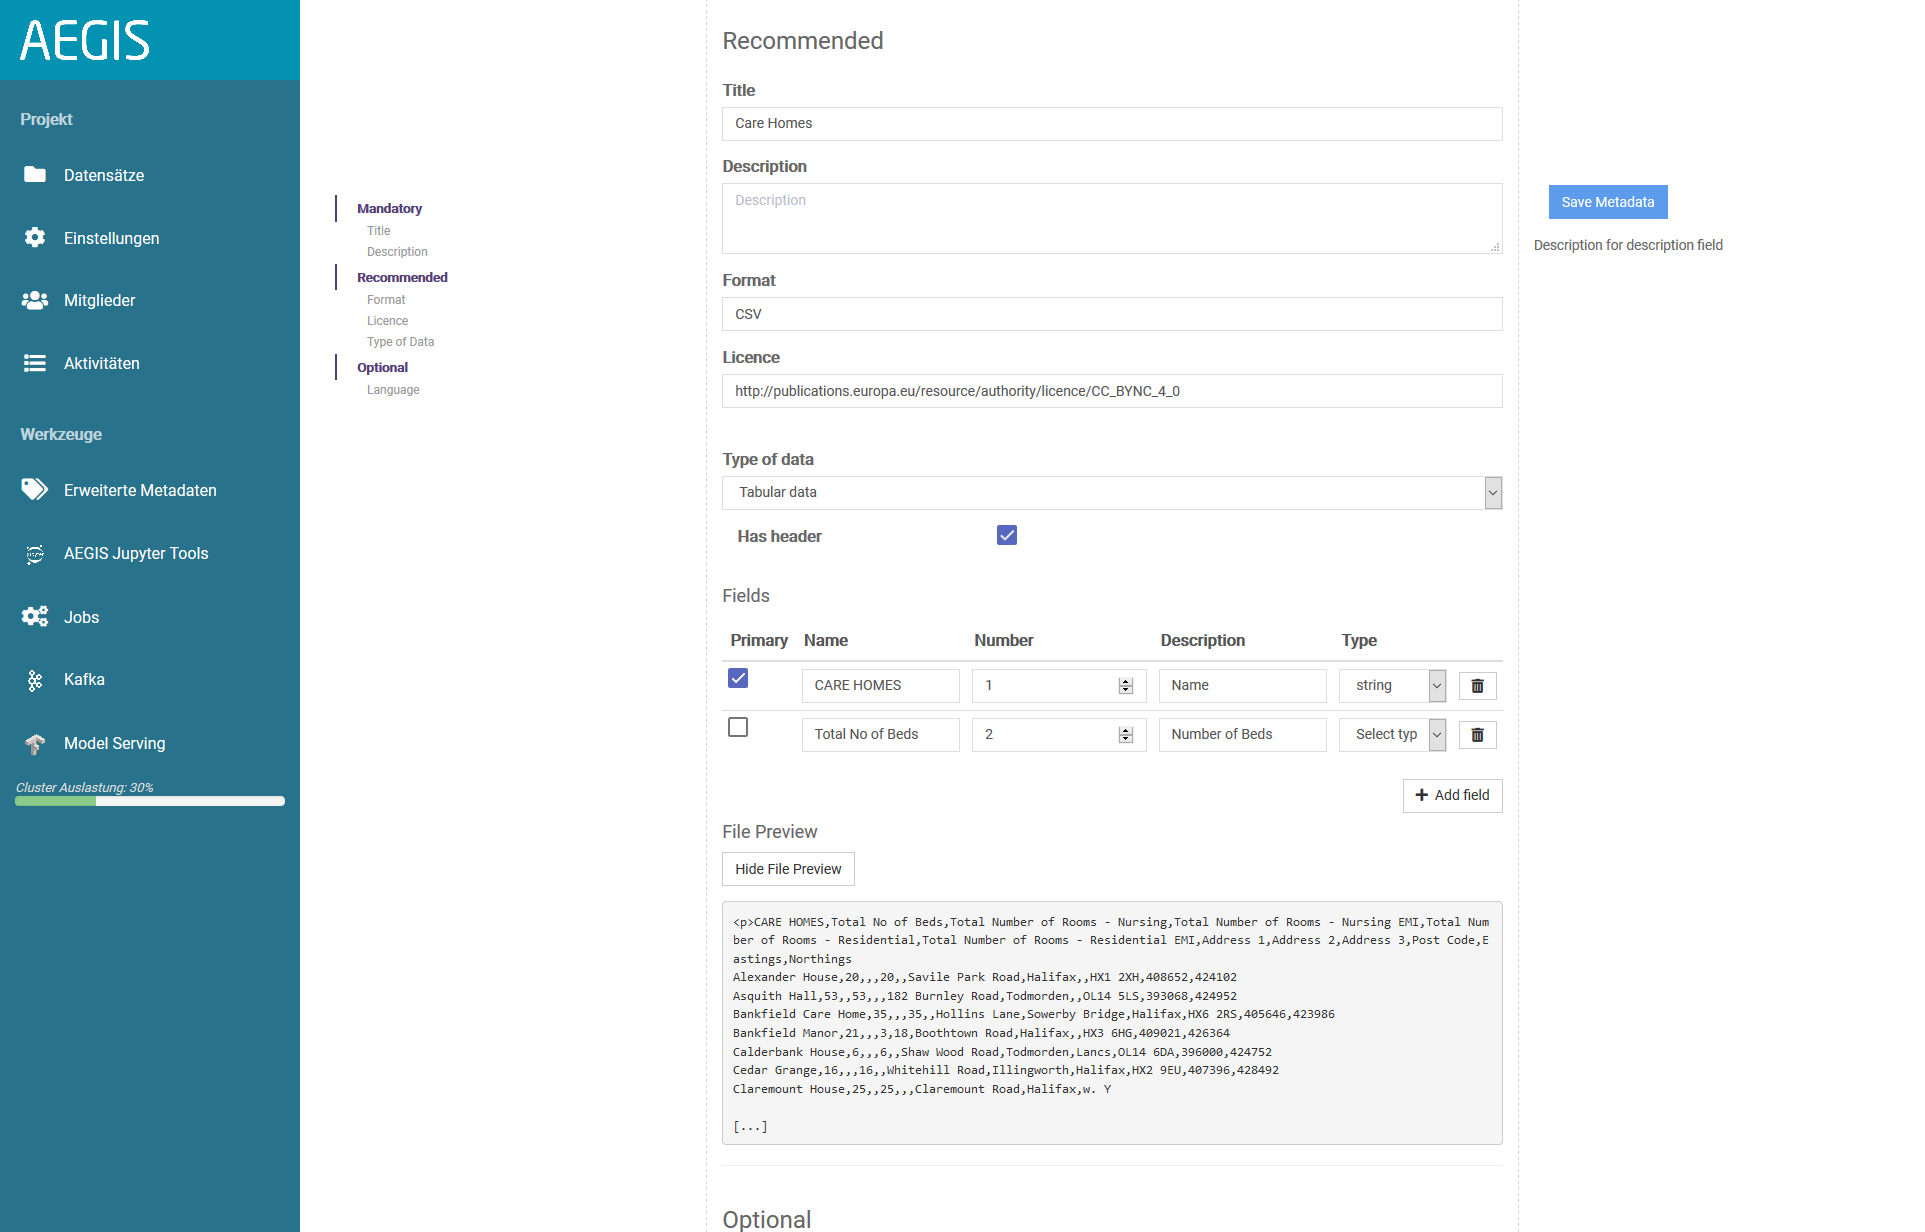 AEGIS
Projekt
Datensätze
Einstellungen
Mitglieder
Aktivitäten
Werkzeuge
Erweiterte Metadaten
AEGIS Jupyter Tools
Jobs
Kafka
Model Serving
Cluster Auslastung: 30%
Mandatory
Title
Description
Recommended
Format
Licence
Type of Data
Optional
Language
Recommended
Title
Care Homes
Description
Description
Format
CSV
Licence
http://publications.europa.eu/resource/authority/licence/CC_BYNC_4_0
Type of data
Tabular data
Has header
Fields
Primary Name Number Description Type
CARE HOMES 1 Name string
Total No of Beds 2 Number of Beds Select typ
Add field
File Preview
Hide File Preview
<p>CARE HOMES,Total No of Beds,Total Number of Rooms - Nursing,Total Number of Rooms - Nursing EMI,Total Num
ber of Rooms - Residential,Total Number of Rooms - Residential EMI,Address 1,Address 2,Address 3,Post Code,E
astings,Northings
Alexander House,20,,,20,,Savile Park Road,Halifax,,HX1 2XH,408652,424102
Asquith Hall,53,,53,,,182 Burnley Road,Todmorden,,OL14 5LS,393068,424952
Bankfield Care Home,35,,,35,,Hollins Lane,Sowerby Bridge,Halifax,HX6 2RS,405646,423986
Bankfield Manor,21,,,3,18,Boothtown Road,Halifax,,HX3 6HG,409021,426364
Calderbank House,6,,,6,,Shaw Wood Road,Todmorden,Lancs,OL14 6DA,396000,424752
Cedar Grange,16,,,16,,Whitehill Road,Illingworth,Halifax,HX2 9EU,407396,428492
Claremount House,25,,25,,,Claremount Road,Halifax,w. Y
[...]
Optional
Save Metadata
Description for description field